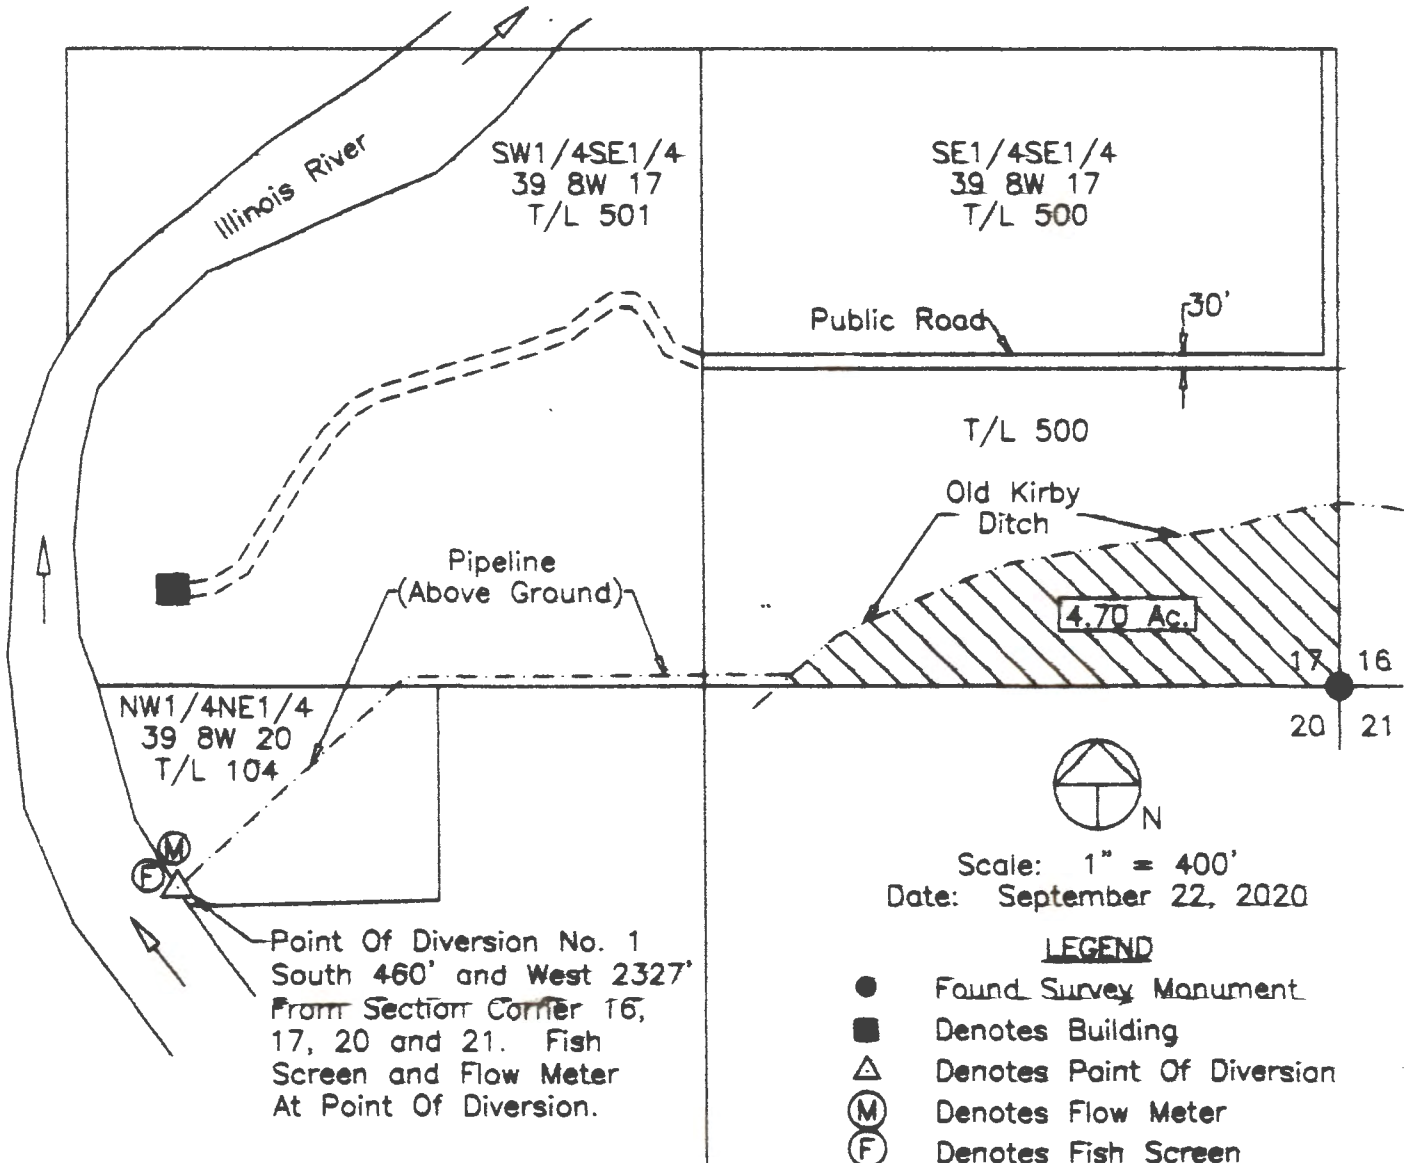 Illinois River
SW1/4SE1/4
39 8W 17
T/L 501
SE1/4SE1/4
39 8W 17
T/L 500
Public Road
30'
T/L 500
Old Kirby
Ditch
Pipeline
(Above Ground)
4.70 Ac.
17 16
20 21
NW1/4NE1/4
39 8W 20
T/L 104
M
F
N
Scale: 1" = 400'
Date: September 22, 2020
Point Of Diversion No. 1
South 460' and West 2327'
From Section Corner 16,
17, 20 and 21. Fish
Screen and Flow Meter
At Point Of Diversion.
LEGEND
Found Survey Monument
Denotes Building
Denotes Point Of Diversion
M Denotes Flow Meter
F Denotes Fish Screen